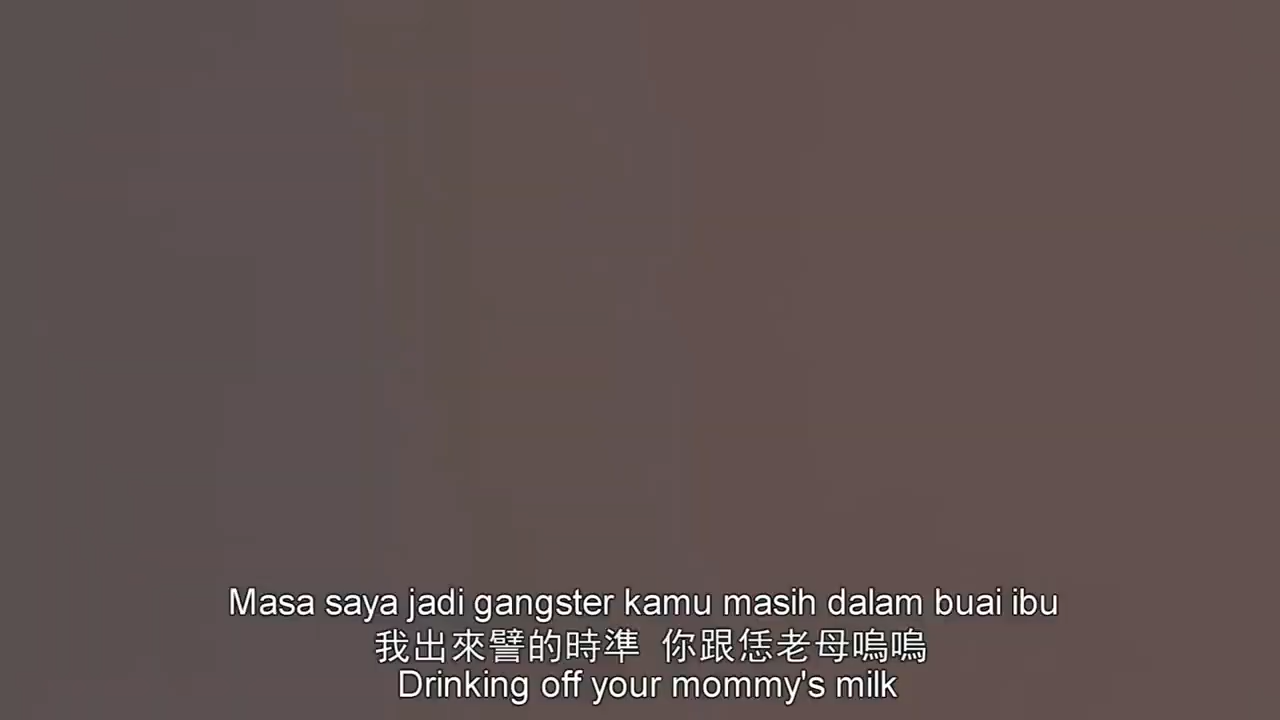 Masa saya jadi gangster kamu masih dalam buai ibu
我出來譬的時準 你跟恁老母嗚嗚
Drinking off your mommy's milk